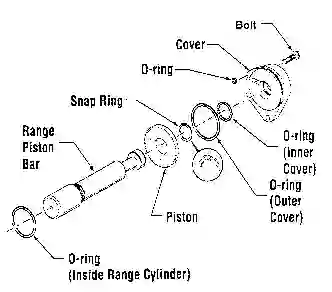 Bolt
Cover
O-ring
Snap Ring
Range
Piston
Bar
O-ring
(inner
Cover)
O-ring
(Outer
Cover)
Piston
O-ring
(Inside Range Cylinder)